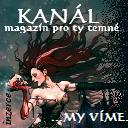 KANÁL
magazín pro ty temné
inzerce
...MY VÍME